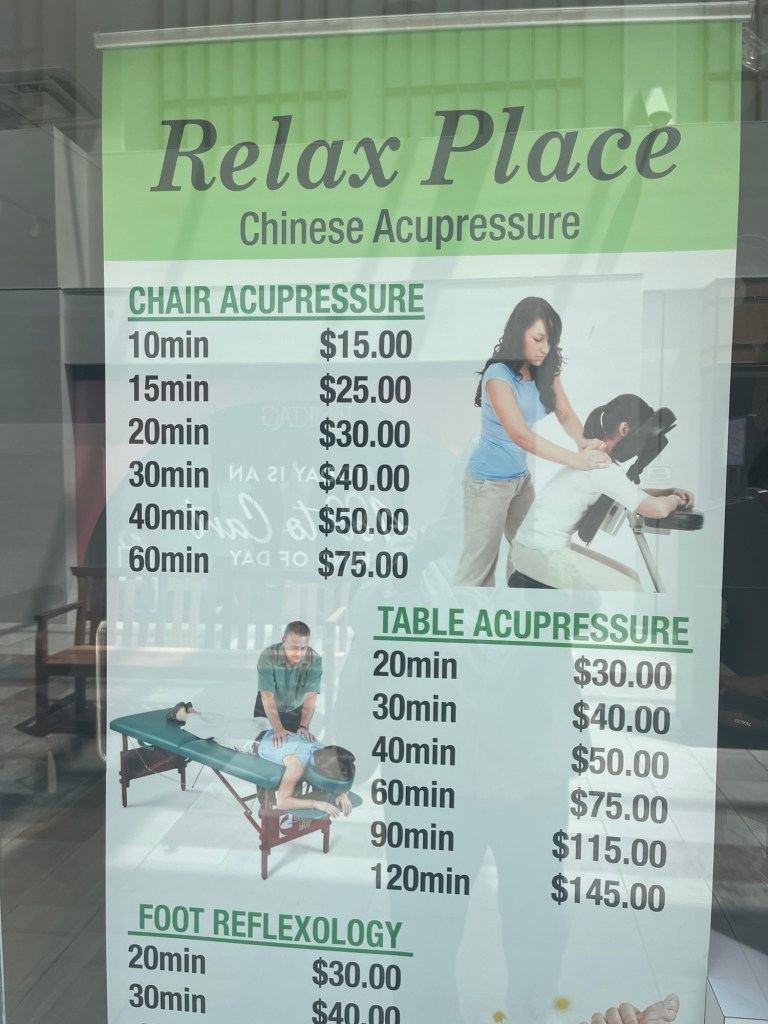 Relax Place
Chinese Acupressure
CHAIR ACUPRESSURE
10min $15.00
15min $25.00
20min $30.00
30min $40.00
40min $50.00
60min $75.00
TABLE ACUPRESSURE
20min $30.00
30min $40.00
40min $50.00
60min $75.00
90min $115.00
120min $145.00
FOOT REFLEXOLOGY
20min $30.00
30min $40.00